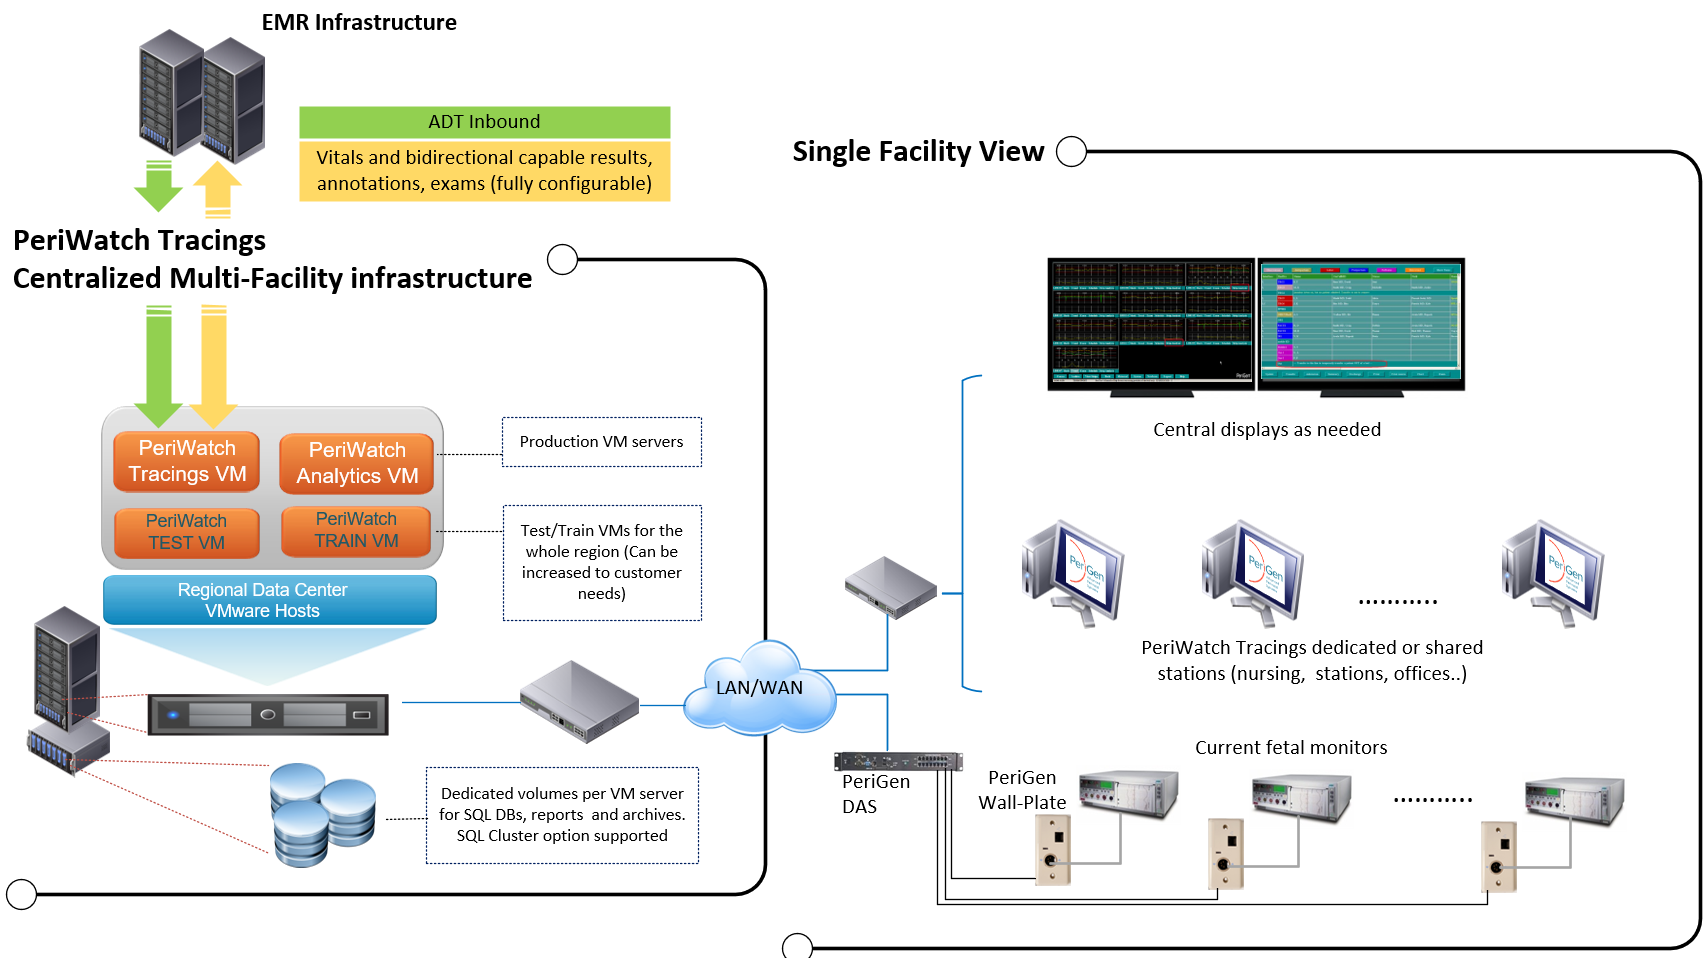 EMR Infrastructure
ADT Inbound
Vitals and bidirectional capable results,
annotations, exams (fully configurable)
PeriWatch Tracings
Centralized Multi-Facility infrastructure
PeriWatch
Tracings VM
PeriWatch
Analytics VM
PeriWatch
TEST VM
PeriWatch
TRAIN VM
Production VM servers
Test/Train VMs for the
whole region (Can be
increased to customer
needs)
Regional Data Center
VMware Hosts
Dedicated volumes per VM server
for SQL DBs, reports and archives.
SQL Cluster option supported
LAN/WAN
Single Facility View
PeriGen
Central displays as needed
PeriGen
PeriGen
...........
PeriGen
PeriWatch Tracings dedicated or shared
stations (nursing, stations, offices..)
Current fetal monitors
PeriGen
DAS
PeriGen
Wall-Plate
...........